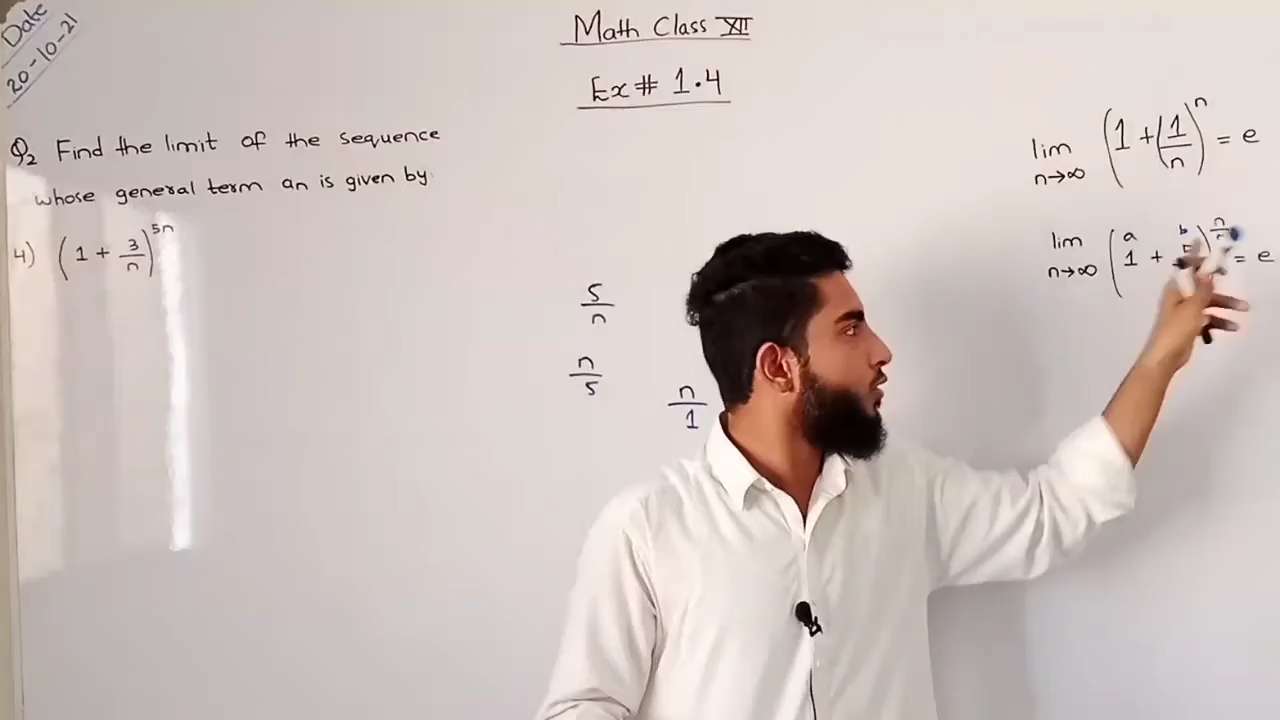 Date
20-10-21
Math Class XII
Ex# 1.4
Q2 Find the limit of the sequence
whose general term an is given by:
4) (1 + 3/n)^5n
5/n
n/5
n/1
lim n→∞ (1 + (1/n)^n = e
lim n→∞ (1 + = e
a b